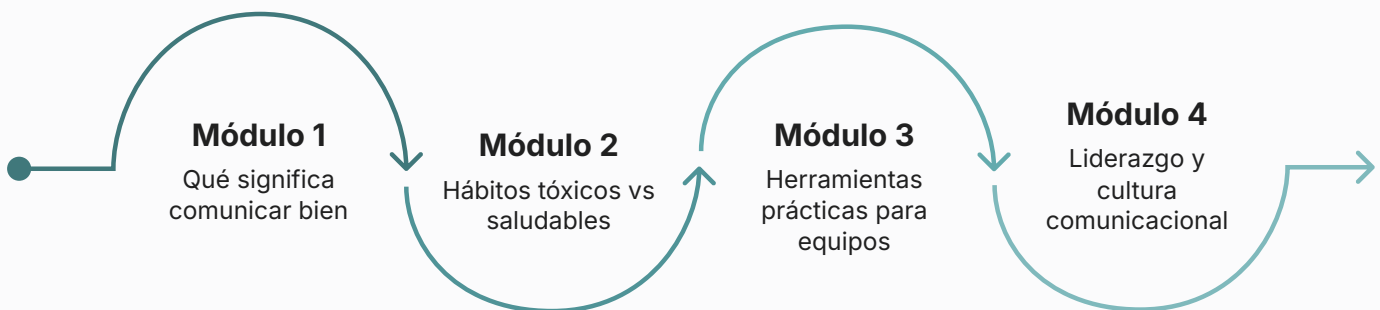 Módulo 1
Qué significa
comunicar bien
Módulo 2
Hábitos tóxicos vs
saludables
Módulo 3
Herramientas
prácticas para
equipos
Módulo 4
Liderazgo y
cultura
comunicacional